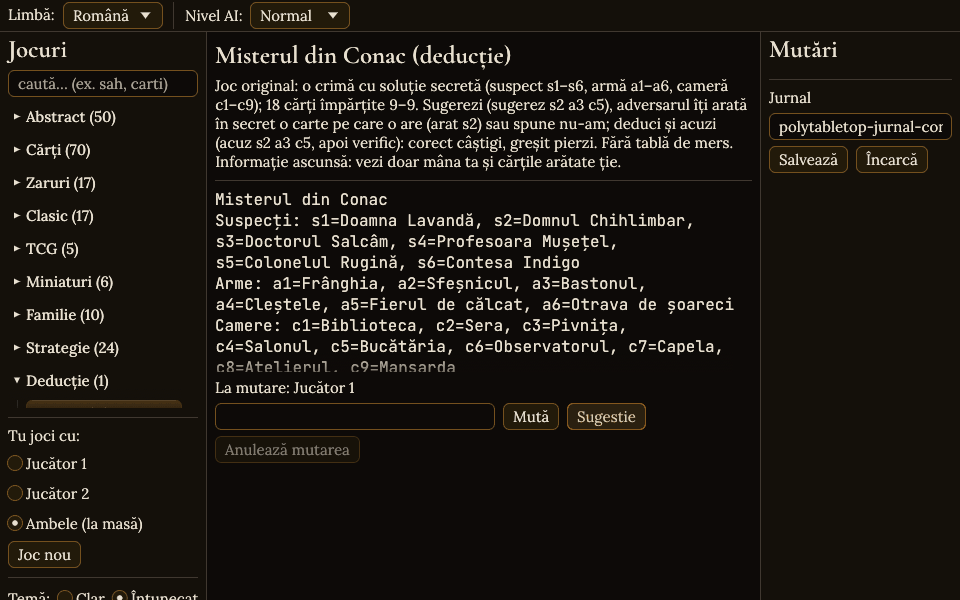 Limbă: Română Nivel AI: Normal
Jocuri
caută... (ex. sah, carti)
Abstract (50)
Cărți (70)
Zaruri (17)
Clasic (17)
TCG (5)
Miniaturi (6)
Familie (10)
Strategie (24)
Deducție (1)
Tu joci cu:
Jucător 1
Jucător 2
Ambele (la masă)
Joc nou
Temă: Clar Întunecat
Misterul din Conac (deducție)
Joc original: o crimă cu soluție secretă (suspect s1–s6, armă a1–a6, cameră
c1–c9); 18 cărți împărțite 9–9. Sugerezi (sugerez s2 a3 c5), adversarul îți arată
în secret o carte pe care o are (arat s2) sau spune nu-am; deduci și acuzi
(acuz s2 a3 c5, apoi verific): corect câștigi, greșit pierzi. Fără tablă de mers.
Informație ascunsă: vezi doar mâna ta și cărțile arătate ție.
Misterul din Conac
Suspecți: s1=Doamna Lavandă, s2=Domnul Chihlimbar,
s3=Doctorul Salcâm, s4=Profesoara Mușețel,
s5=Colonelul Rugină, s6=Contesa Indigo
Arme: a1=Frânghia, a2=Sfeșnicul, a3=Bastonul,
a4=Cleștele, a5=Fierul de călcat, a6=Otrava de șoareci
Camere: c1=Biblioteca, c2=Sera, c3=Pivnița,
c4=Salonul, c5=Bucătăria, c6=Observatorul, c7=Capela,
c8=Atelierul, c9=Mansarda
La mutare: Jucător 1
Mută Sugestie
Anulează mutarea
Mutări
Jurnal
polytabletop-jurnal-cor
Salvează Încarcă